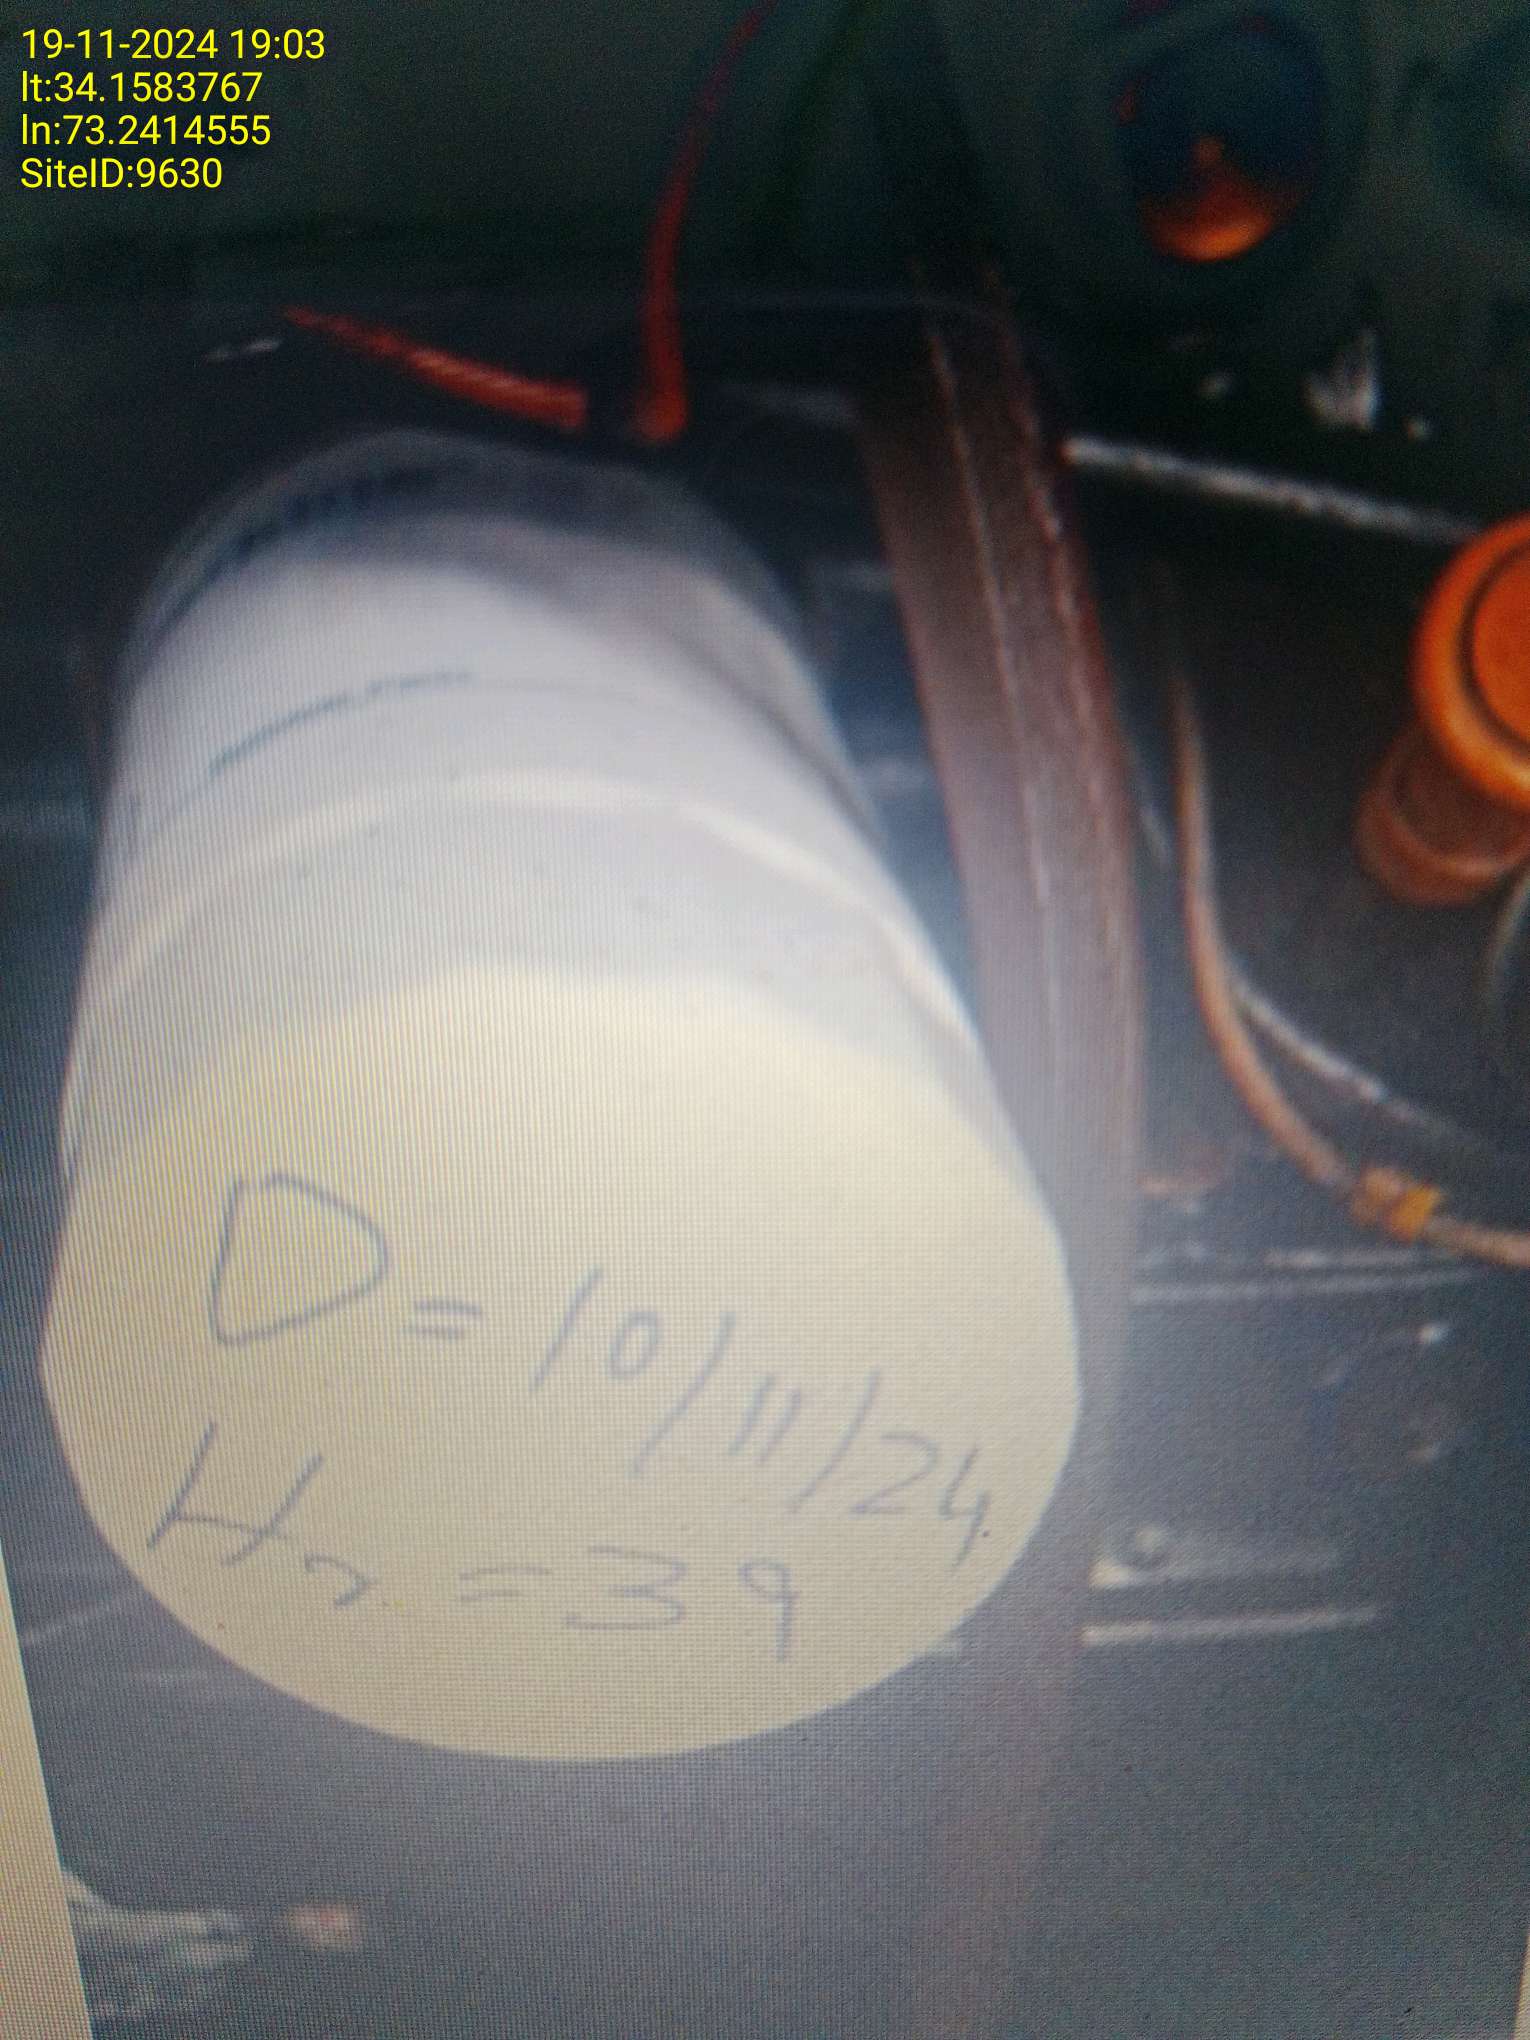 19-11-2024 19:03
lt:34.1583767
ln:73.2414555
SiteID:9630
D = 10/11/24
Hr = 39